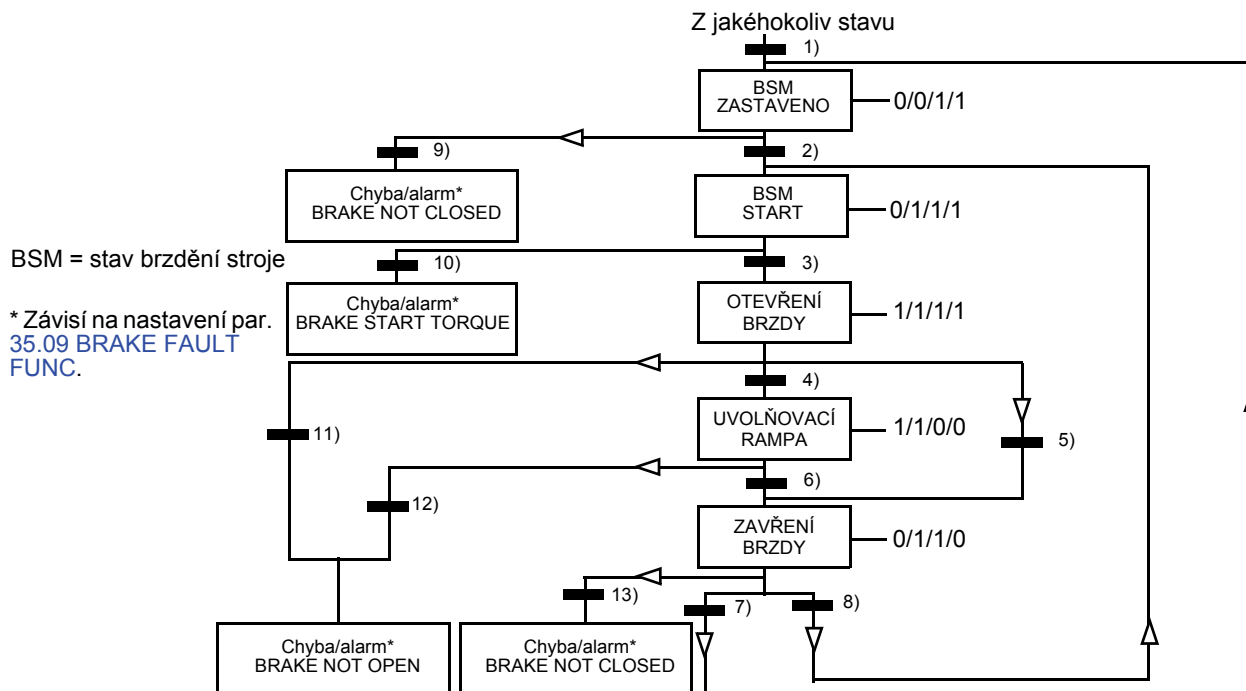 Z jakéhokoliv stavu
1)
BSM
ZASTAVENO
0/0/1/1
9)
2)
Chyba/alarm*
BRAKE NOT CLOSED
BSM
START
0/1/1/1
BSM = stav brzdění stroje
10)
3)
* Závisí na nastavení par.
35.09 BRAKE FAULT
FUNC.
Chyba/alarm*
BRAKE START TORQUE
OTEVŘENÍ
BRZDY
1/1/1/1
4)
UVOLŇOVACÍ
RAMPA
1/1/0/0
5)
11)
6)
12)
ZAVŘENÍ
BRZDY
0/1/1/0
13)
7)
8)
Chyba/alarm*
BRAKE NOT OPEN
Chyba/alarm*
BRAKE NOT CLOSED